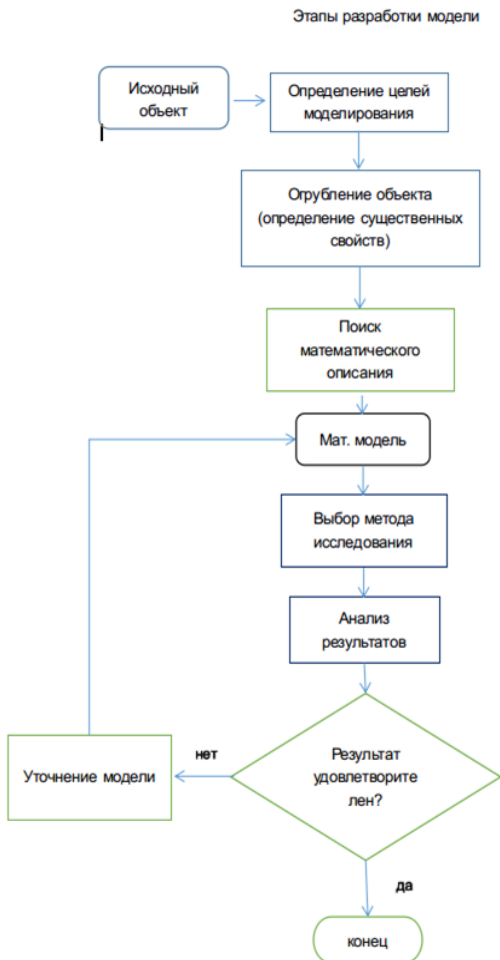 Этапы разработки модели
Исходный
объект
Определение целей
моделирования
Огрубление объекта
(определение существенных
свойств)
Поиск
математического
описания
Мат. модель
Выбор метода
исследования
Анализ
результатов
Результат
удовлетворите
лен?
нет
Уточнение модели
да
конец